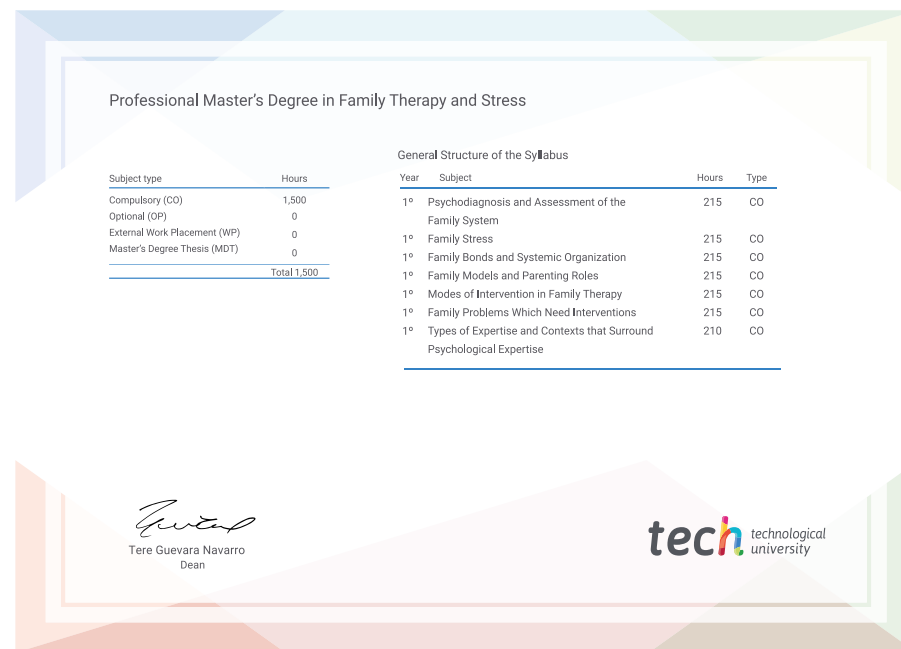 Professional Master's Degree in Family Therapy and Stress
Subject type Hours
Compulsory (CO) 1,500
Optional (OP) 0
External Work Placement (WP) 0
Master's Degree Thesis (MDT) 0
Total 1,500
General Structure of the Syllabus
Year Subject Hours Type
1º Psychodiagnosis and Assessment of the 215 CO
Family System
1º Family Stress 215 CO
1º Family Bonds and Systemic Organization 215 CO
1º Family Models and Parenting Roles 215 CO
1º Modes of Intervention in Family Therapy 215 CO
1º Family Problems Which Need Interventions 215 CO
1º Types of Expertise and Contexts that Surround 210 CO
Psychological Expertise
Tere Guevara Navarro
Dean
tech technological
university